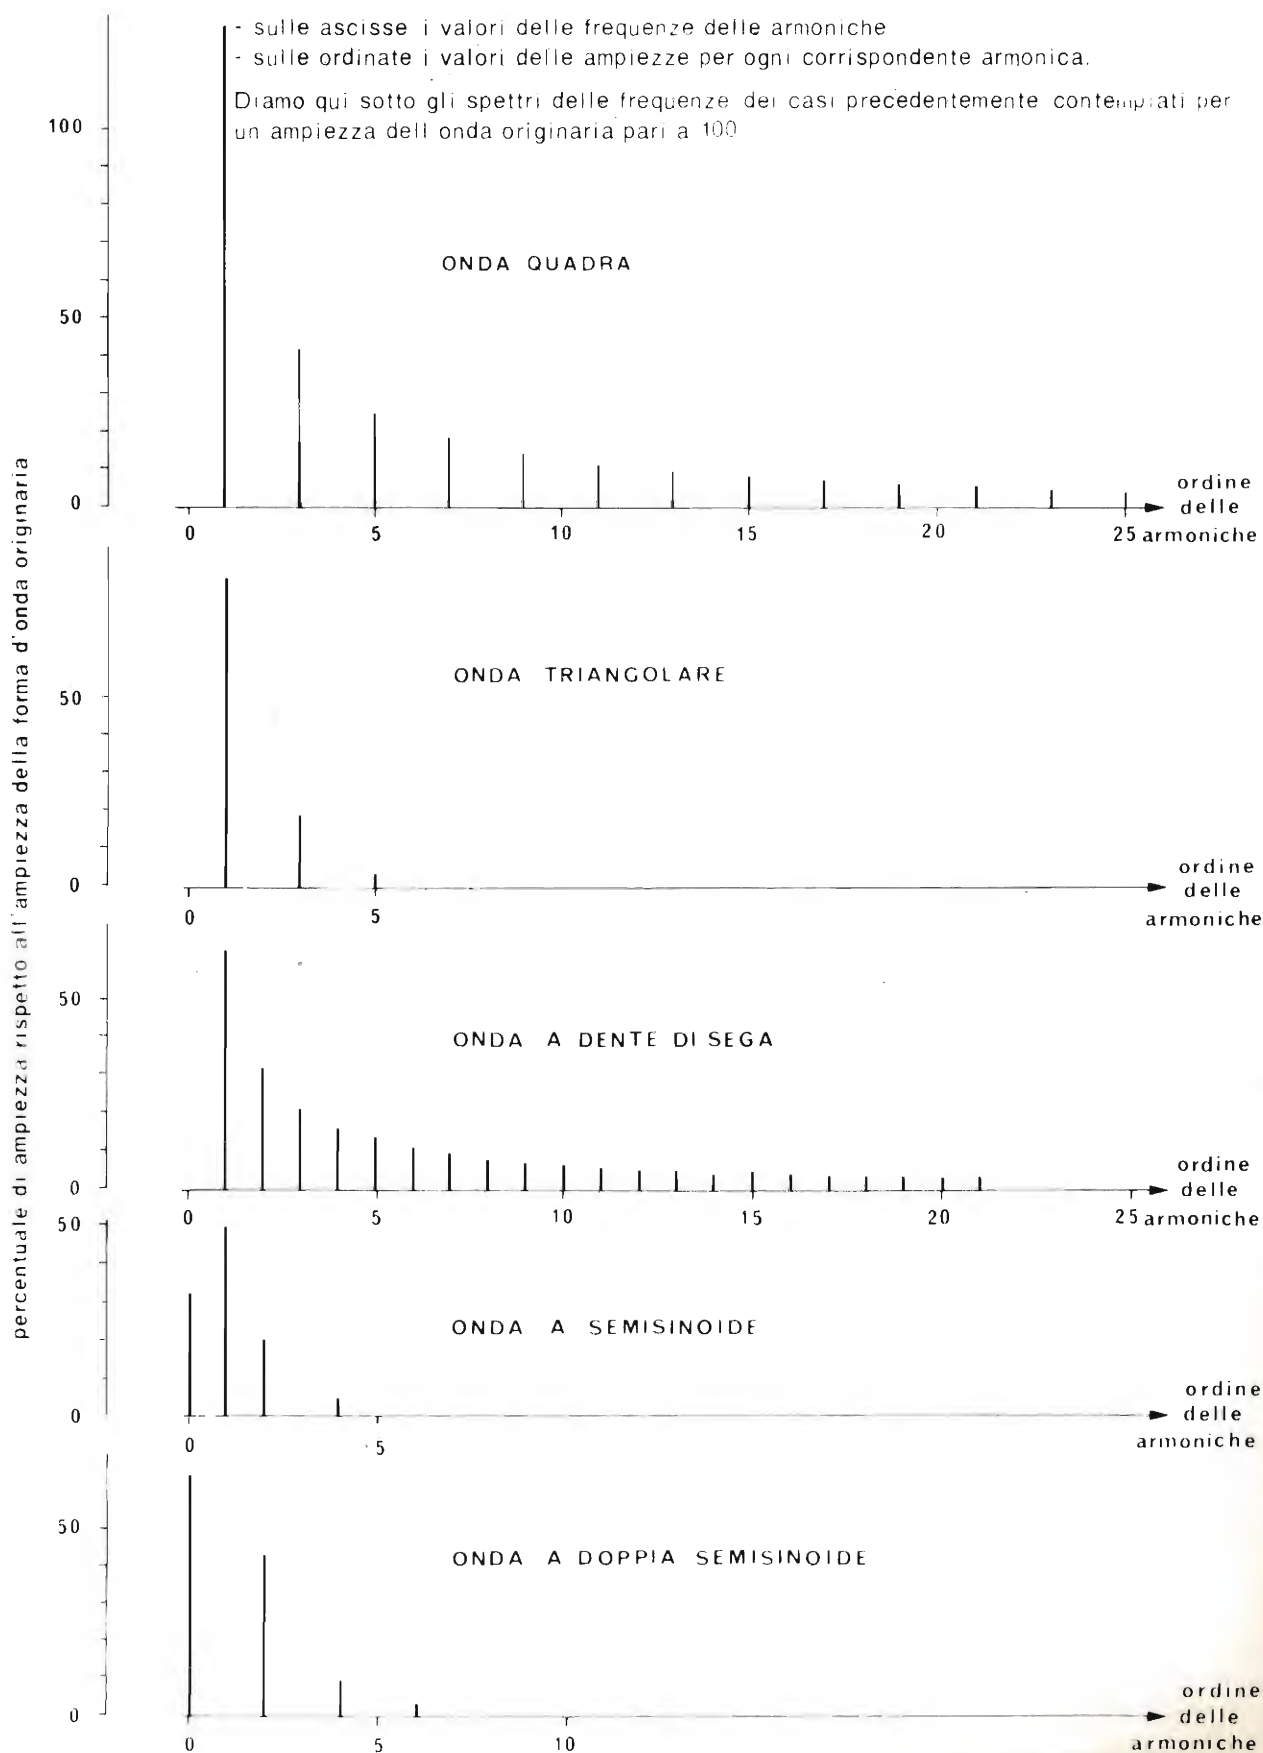 - sulle ascisse i valori delle frequenze delle armoniche
- sulle ordinate i valori delle ampiezze per ogni corrispondente armonica.
Diamo qui sotto gli spettri delle frequenze dei casi precedentemente contemplati per
un ampiezza dell onda originaria pari a 100
percentuale di ampiezza rispetto all'ampiezza della forma d'onda originaria
100
50
0
ONDA QUADRA
0 5 10 15 20 25
ordine
delle
armoniche
50
0
ONDA TRIANGOLARE
0 5
ordine
delle
armoniche
50
0
ONDA A DENTE DI SEGA
0 5 10 15 20 25
ordine
delle
armoniche
50
0
ONDA A SEMISINOIDE
0 5
ordine
delle
armoniche
50
0
ONDA A DOPPIA SEMISINOIDE
0 5 10
ordine
delle
armoniche